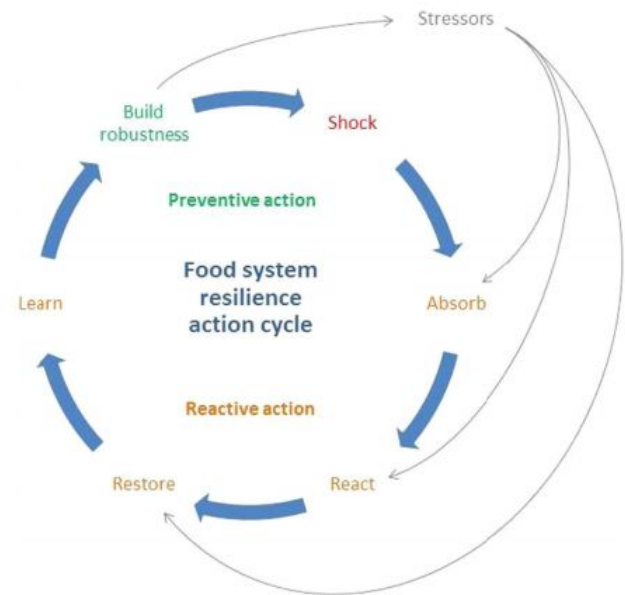 Stressors
Build
robustness
Shock
Preventive action
Food system
resilience
action cycle
Learn
Absorb
Reactive action
Restore
React